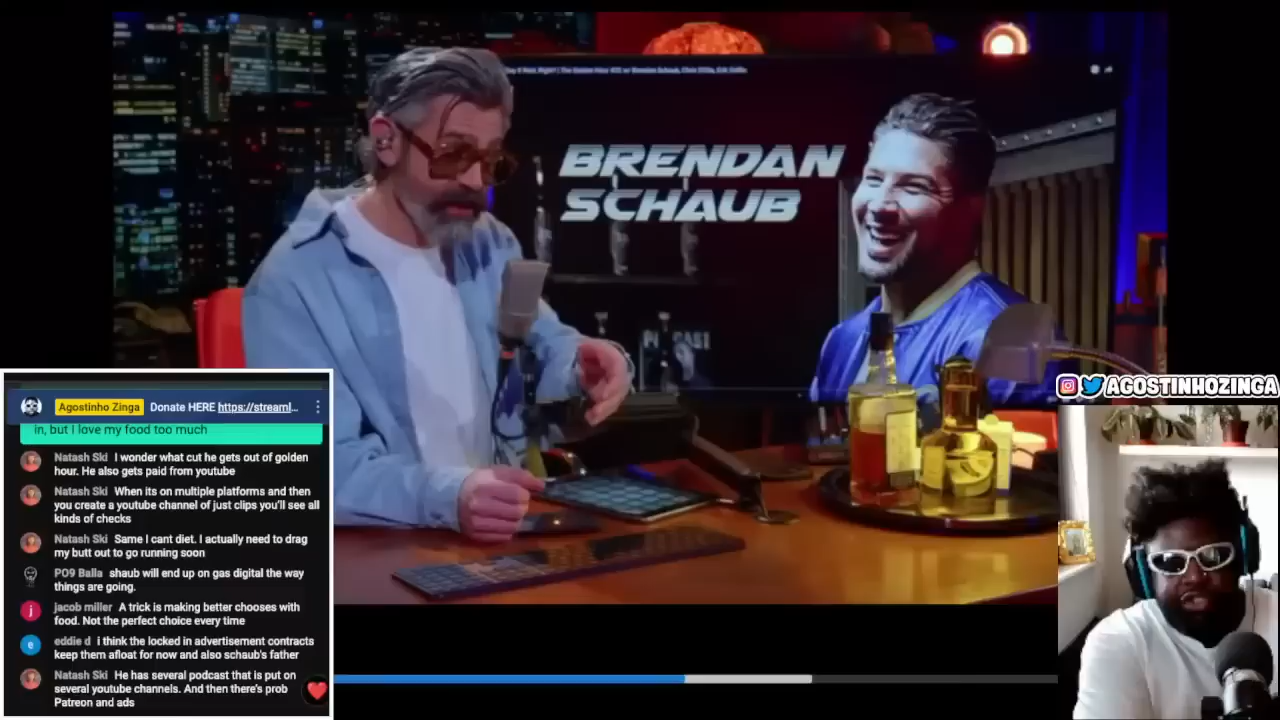 BRENDAN
SCHAUB
@AGOSTINHOZINGA
Agostinho Zinga Donate HERE https://streaml...
in, but I love my food too much
Natash Ski I wonder what cut he gets out of golden
hour. He also gets paid from youtube
Natash Ski When its on multiple platforms and then
you create a youtube channel of just clips you'll see all
kinds of checks
Natash Ski Same I cant diet. I actually need to drag
my butt out to go running soon
PO9 Balla shaub will end up on gas digital the way
things are going.
jacob miller A trick is making better chooses with
food. Not the perfect choice every time
eddie d i think the locked in advertisement contracts
keep them afloat for now and also schaub's father
Natash Ski He has several podcast that is put on
several youtube channels. And then there's prob
Patreon and ads